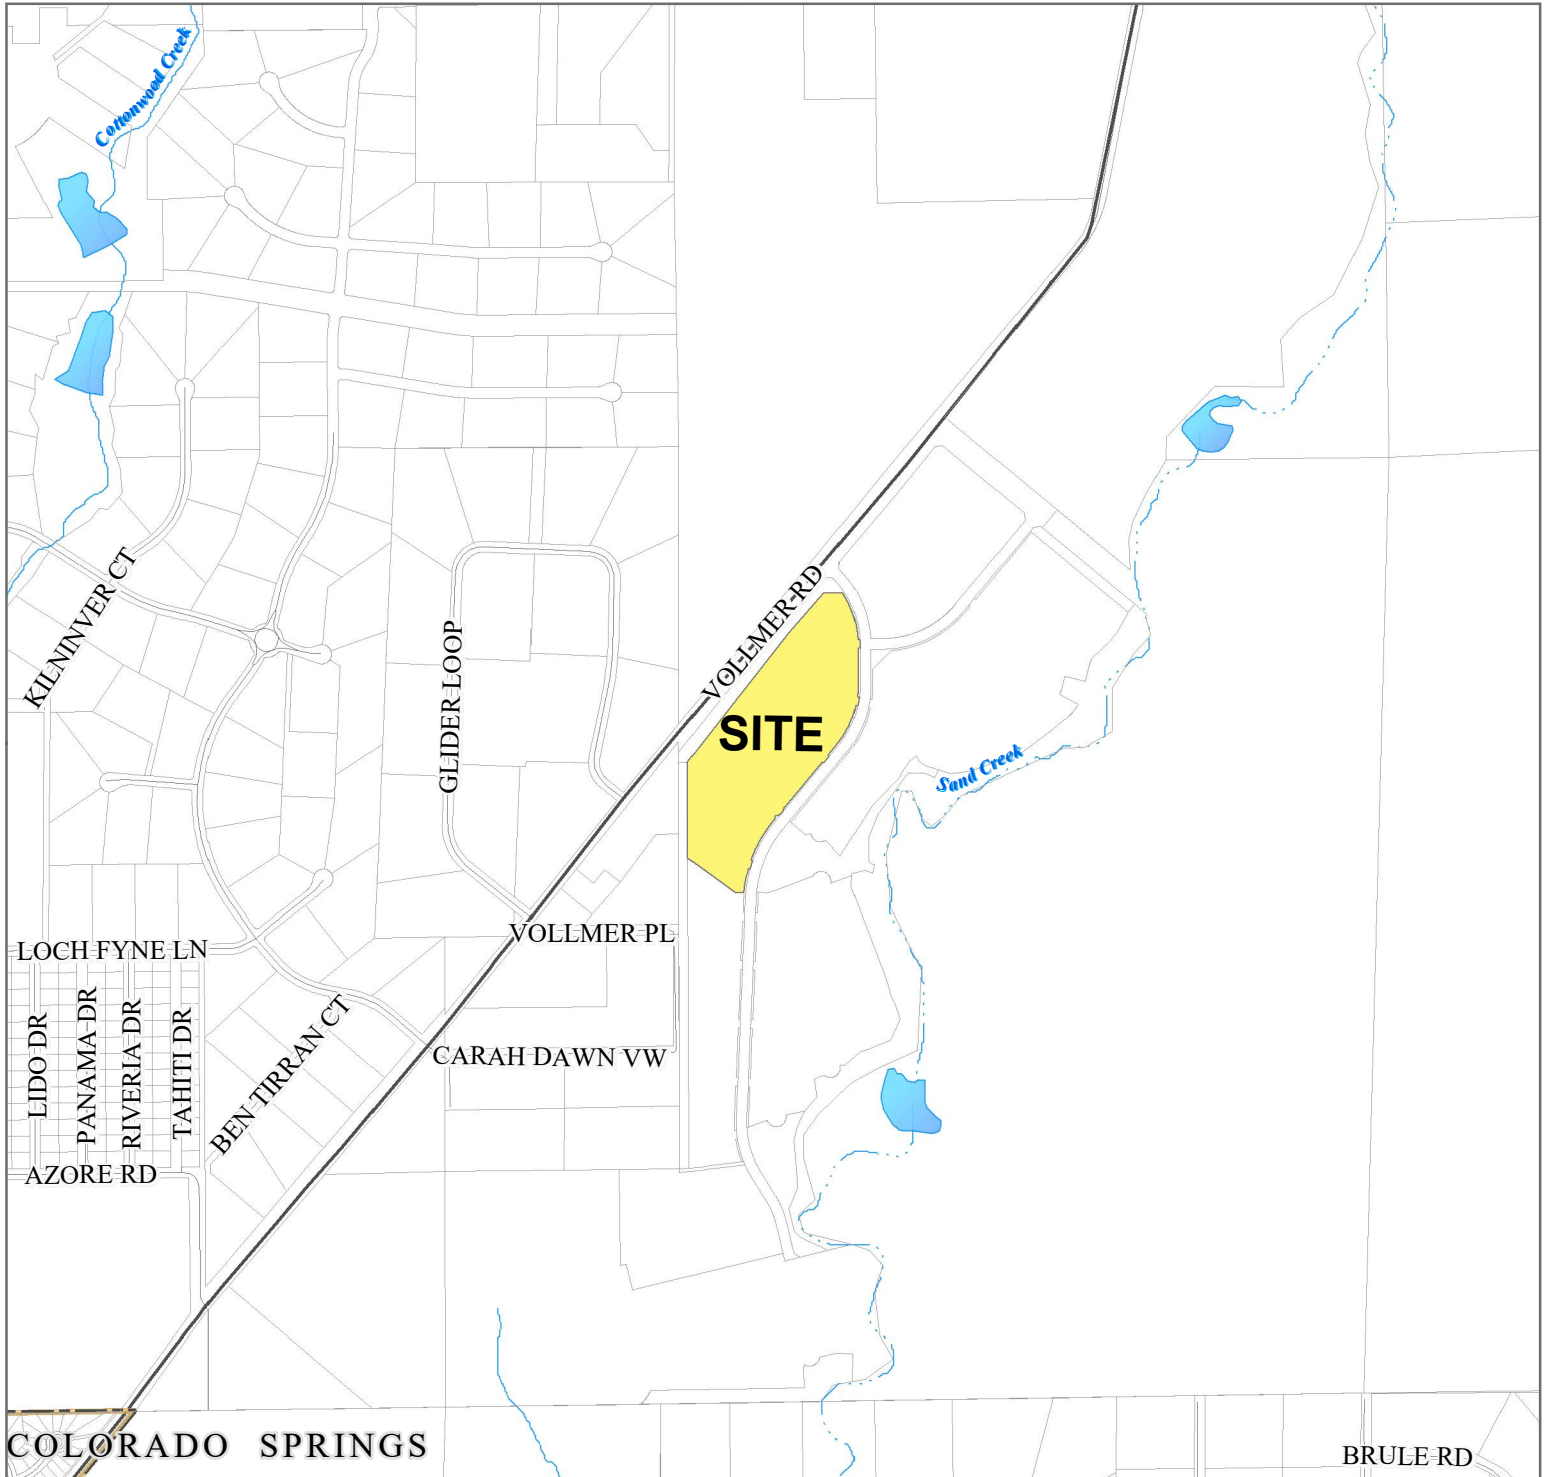 Cottonwood Creek
KILNINVER CT
VOLLMER RD
GLIDER LOOP
SITE
Sand Creek
VOLLMER PL
LOCH FYNE LN
LIDO DR
PANAMA DR
RIVERIA DR
TAHITI DR
BEN TIRRAN CT
CARAH DAWN VW
AZORE RD
COLORADO SPRINGS
BRULE RD